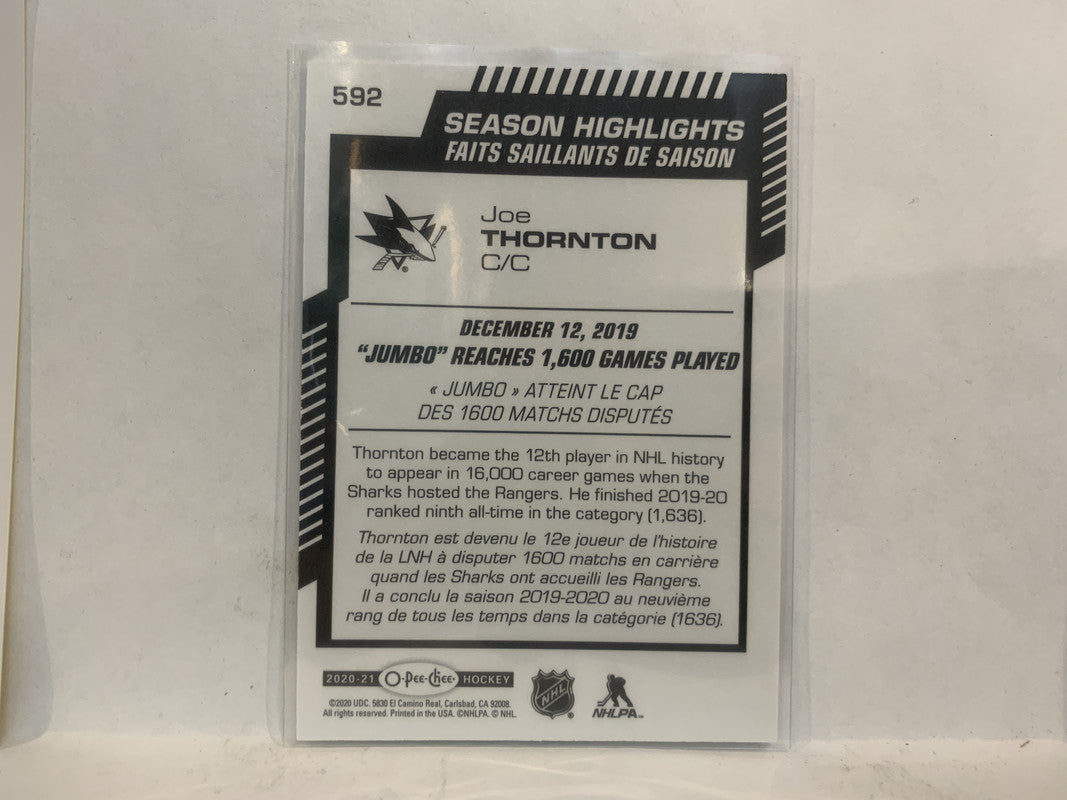 592
SEASON HIGHLIGHTS
FAITS SAILLANTS DE SAISON
Joe
THORNTON
C/C
DECEMBER 12, 2019
"JUMBO" REACHES 1,600 GAMES PLAYED
« JUMBO » ATTEINT LE CAP
DES 1600 MATCHS DISPUTÉS
Thornton became the 12th player in NHL history
to appear in 16,000 career games when the
Sharks hosted the Rangers. He finished 2019-20
ranked ninth all-time in the category (1,636).
Thornton est devenu le 12e joueur de l'histoire
de la LNH à disputer 1600 matchs en carrière
quand les Sharks ont accueilli les Rangers.
Il a conclu la saison 2019-2020 au neuvième
rang de tous les temps dans la catégorie (1636).
2020-21 O-Pee-Chee HOCKEY
©2020 UDC. 5830 El Camino Real, Carlsbad, CA 92008.
All rights reserved. Printed in the USA. ©NHLPA. © NHL.
NHL ®
NHLPA™
®